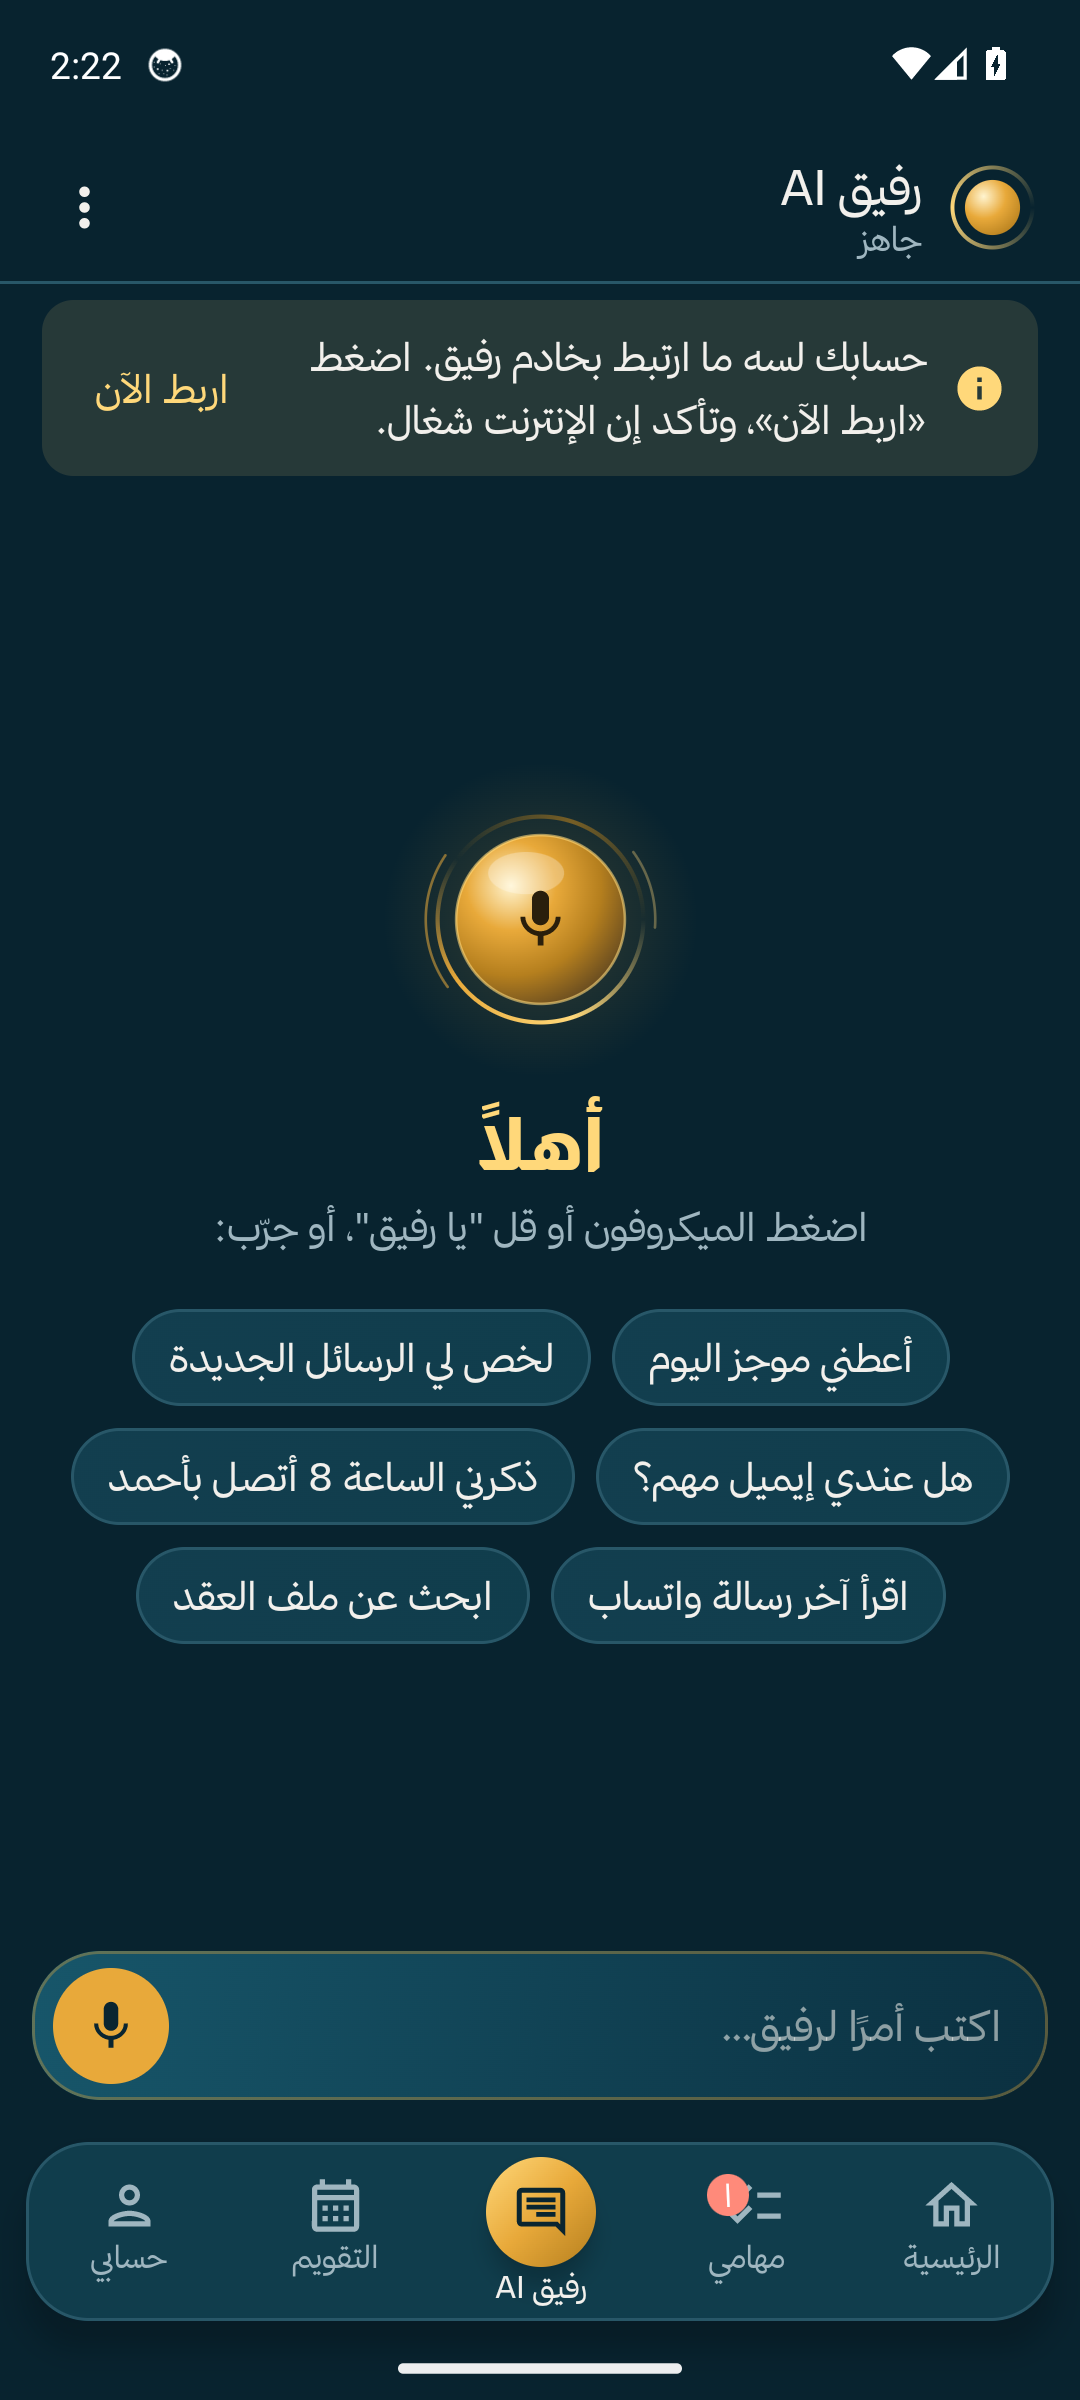 2:22
رفيق AI
جاهز
حسابك لسه ما ارتبط بخادم رفيق. اضغط
«اربط الآن»، وتأكد إن الإنترنت شغال.
اربط الآن
أهلاً
اضغط الميكروفون أو قل "يا رفيق"، أو جرّب:
أعطني موجز اليوم
لخص لي الرسائل الجديدة
هل عندي إيميل مهم؟
ذكرني الساعة 8 أتصل بأحمد
اقرأ آخر رسالة واتساب
ابحث عن ملف العقد
اكتب أمرًا لرفيق...
الرئيسية
١
مهامي
رفيق AI
التقويم
حسابي